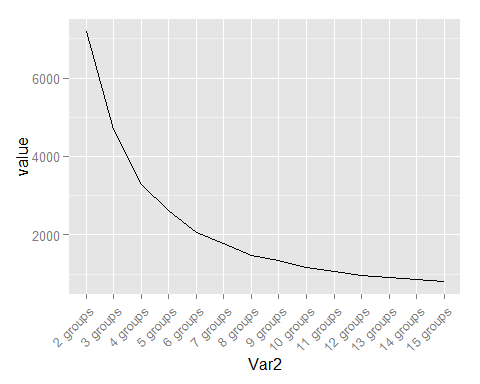 value
6000
4000
2000
2 groups
3 groups
4 groups
5 groups
6 groups
7 groups
8 groups
9 groups
10 groups
11 groups
12 groups
13 groups
14 groups
15 groups
Var2